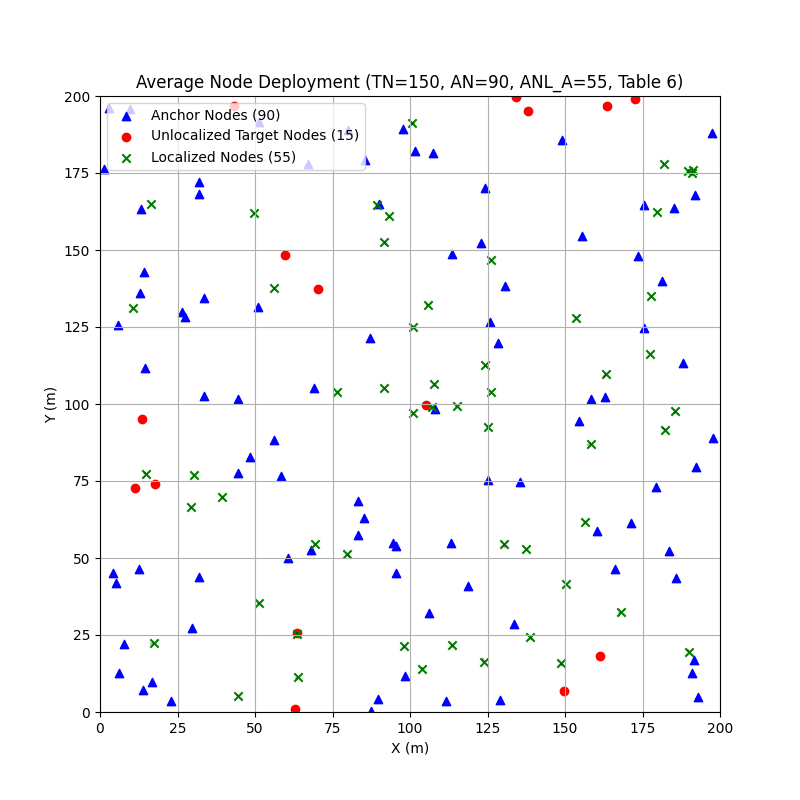 Average Node Deployment (TN=150, AN=90, ANL_A=55, Table 6)
Anchor Nodes (90)
Unlocalized Target Nodes (15)
Localized Nodes (55)
200
175
150
125
100
75
50
25
0
Y (m)
0 25 50 75 100 125 150 175 200
X (m)